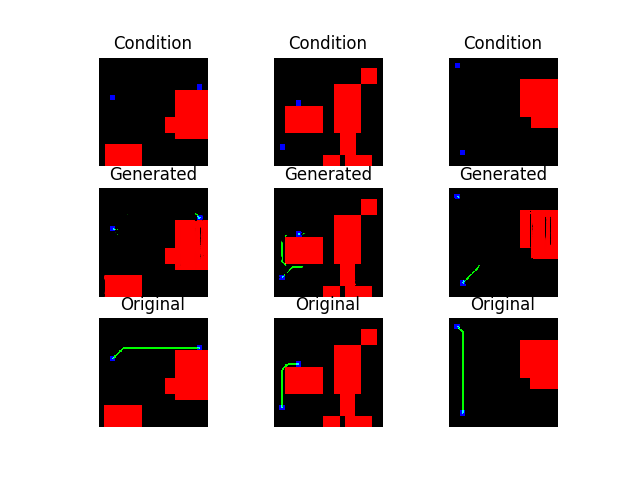 Condition Condition Condition
Generated Generated Generated
Original Original Original